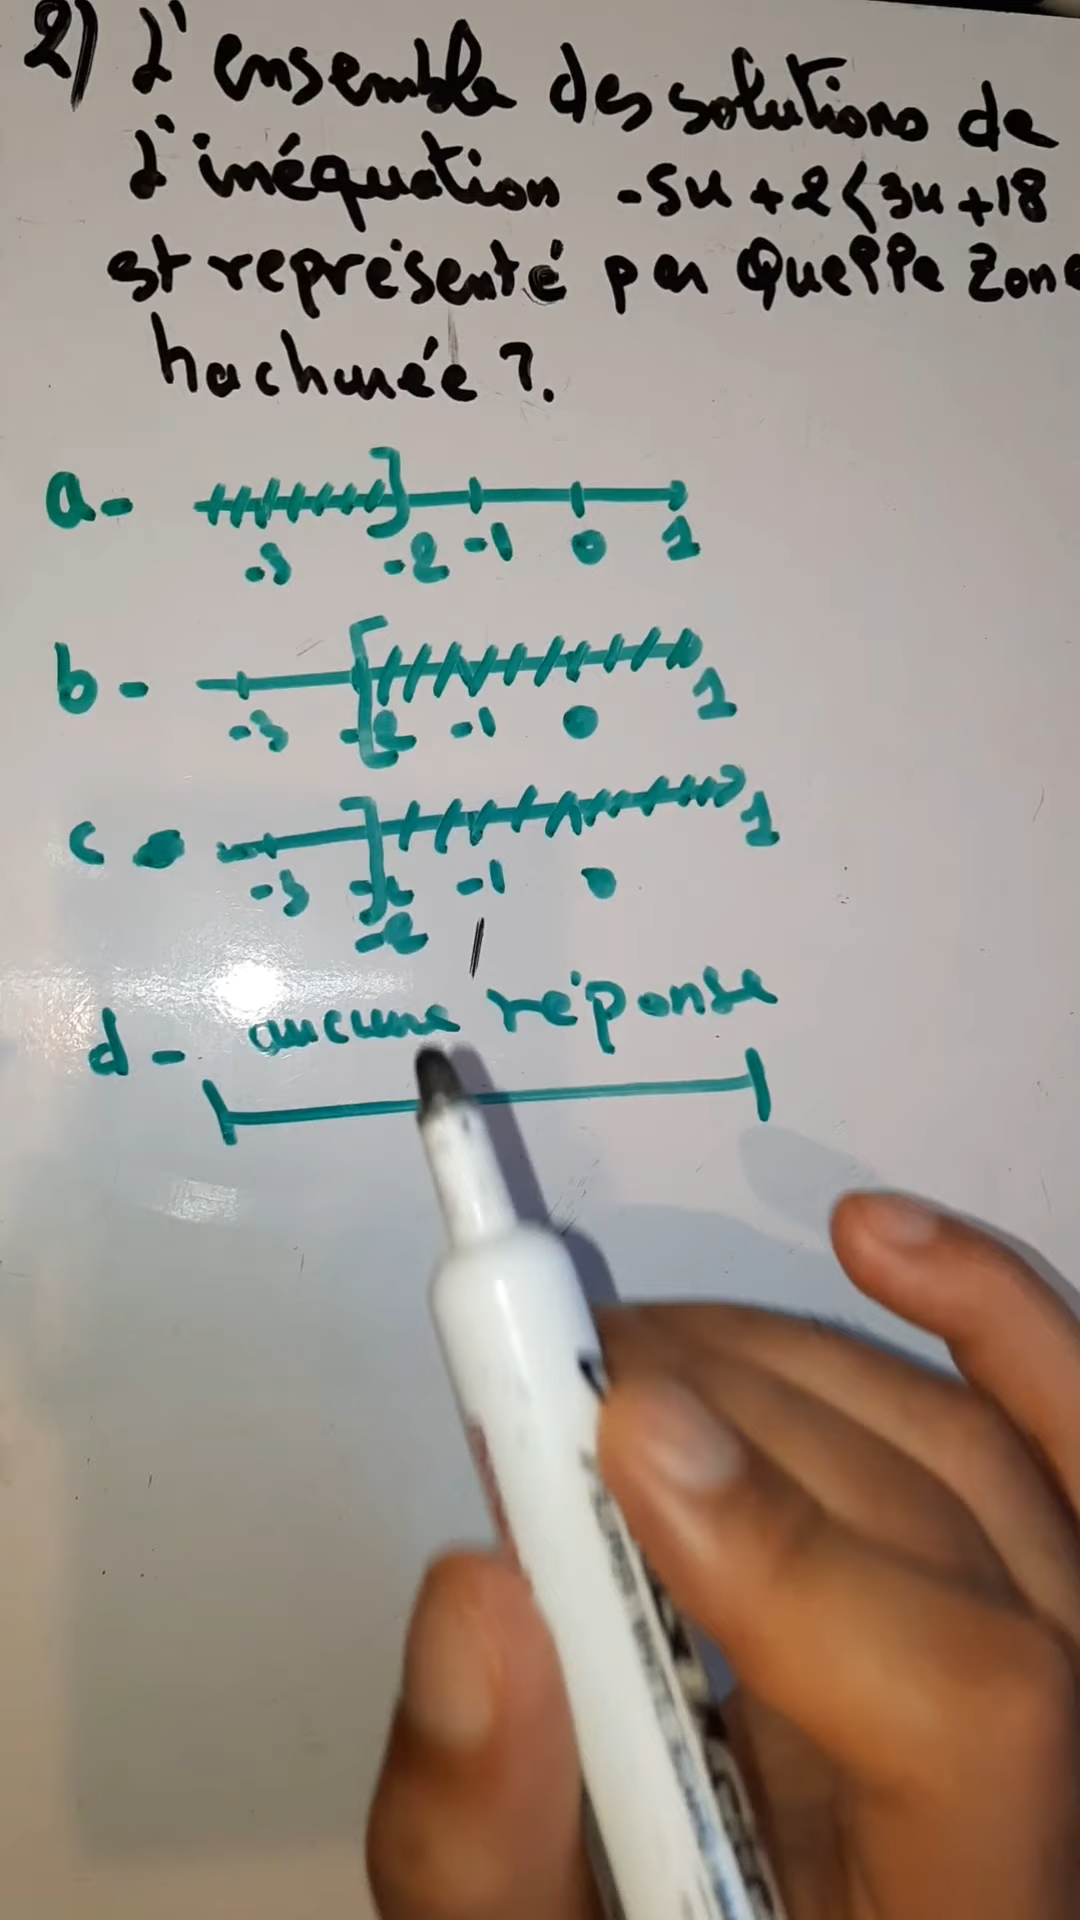 2) L'ensemble des solutions de
l'inéquation -5x + 2 < 3x + 18
est représenté par quelle zone
hachurée ?.
a- ]
-3 -2 -1 0 1
b - [
-3 -2 -1 0 1
c ]
-3 -2 -1 0 1
-2
d - aucune réponse